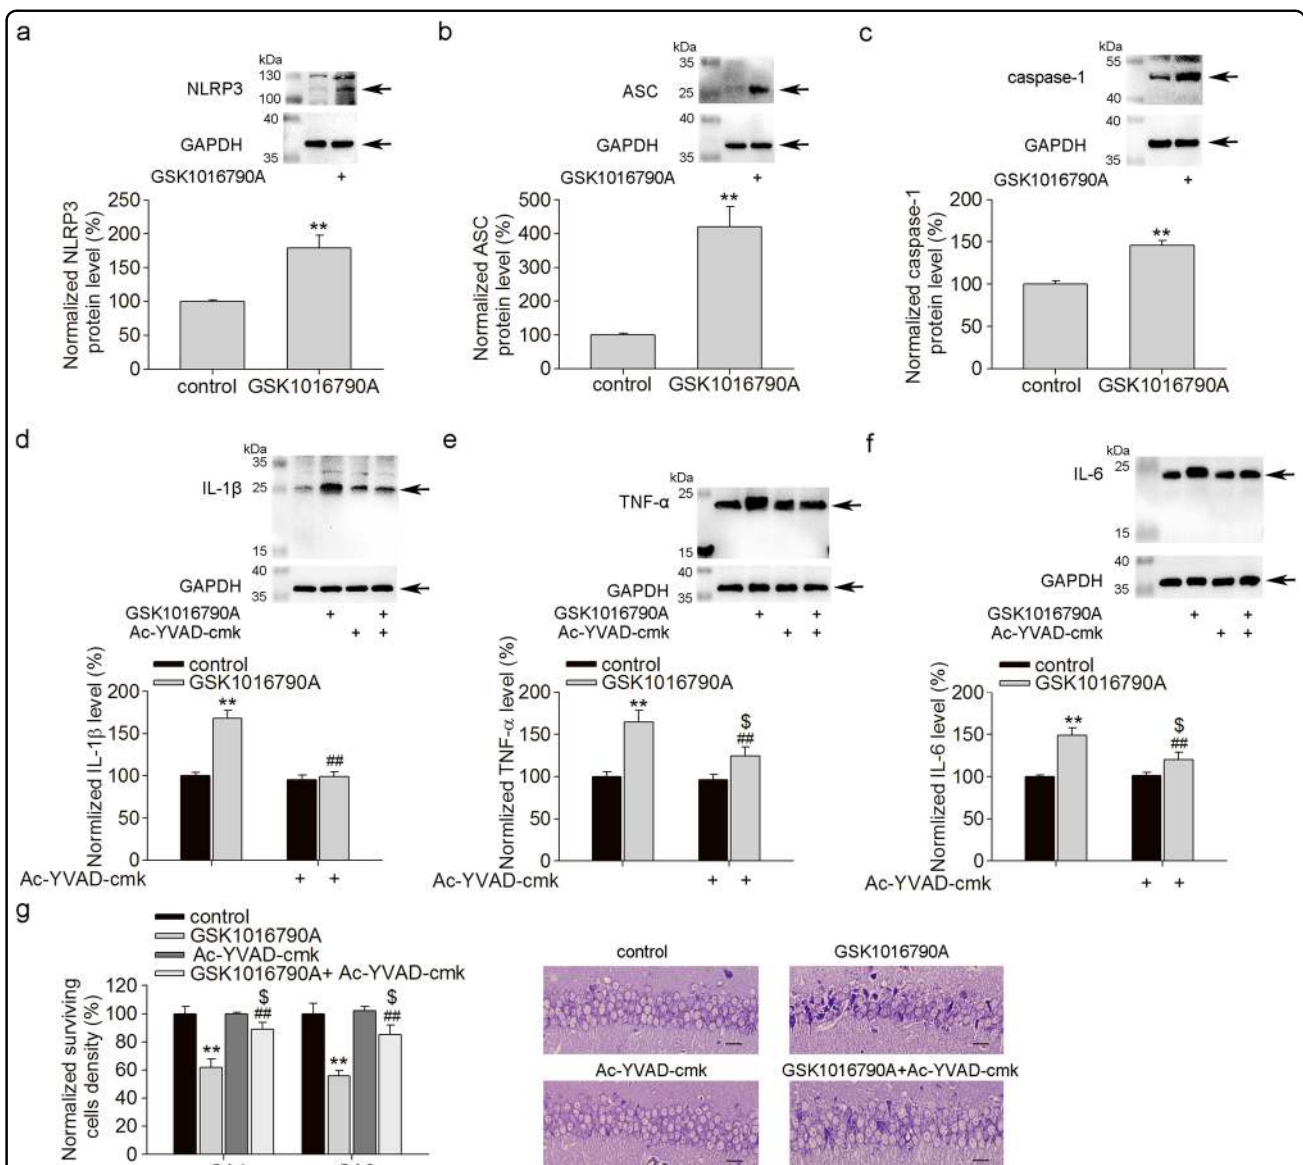 a
kDa
NLRP3
130
100
GAPDH
40
35
GSK1016790A +
Normalized NLRP3
protein level (%)
250
200
150
100
50
0
**
control GSK1016790A
b
kDa
ASC
35
25
GAPDH
40
35
GSK1016790A +
Normalized ASC
protein level (%)
500
400
300
200
100
0
**
control GSK1016790A
c
kDa
caspase-1
55
40
GAPDH
40
35
GSK1016790A +
Normalized caspase-1
protein level (%)
200
150
100
50
0
**
control GSK1016790A
d
kDa
IL-1β
35
25
15
GAPDH
40
35
GSK1016790A + +
Ac-YVAD-cmk + +
control
GSK1016790A
Normlized IL-1β level (%)
200
150
100
50
0
**
##
Ac-YVAD-cmk + +
e
kDa
TNF-α
25
15
GAPDH
40
35
GSK1016790A + +
Ac-YVAD-cmk + +
control
GSK1016790A
Normlized TNF-α level (%)
200
150
100
50
0
**
$
##
Ac-YVAD-cmk + +
f
kDa
IL-6
25
15
GAPDH
40
35
GSK1016790A + +
Ac-YVAD-cmk + +
control
GSK1016790A
Normlized IL-6 level (%)
200
150
100
50
0
**
$
##
Ac-YVAD-cmk + +
g
control
GSK1016790A
Ac-YVAD-cmk
GSK1016790A+ Ac-YVAD-cmk
Normalized surviving
cells density (%)
120
100
80
60
40
20
0
**
$
##
**
$
##
control
GSK1016790A
Ac-YVAD-cmk
GSK1016790A+Ac-YVAD-cmk